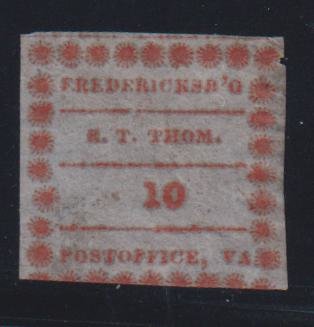 FREDERICKSB'G
R. T. THOM.
10
POSTOFFICE, VA